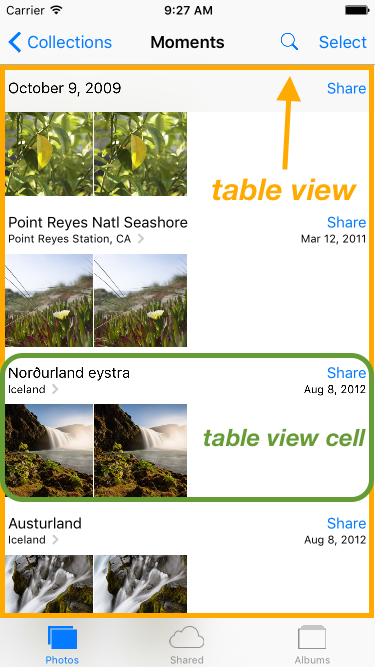 Carrier 9:27 AM
Collections Moments Select
October 9, 2009 Share
table view
Point Reyes Natl Seashore Share
Point Reyes Station, CA Mar 12, 2011
Norðurland eystra Share
Iceland Aug 8, 2012
table view cell
Austurland Share
Iceland Aug 8, 2012
Photos Shared Albums